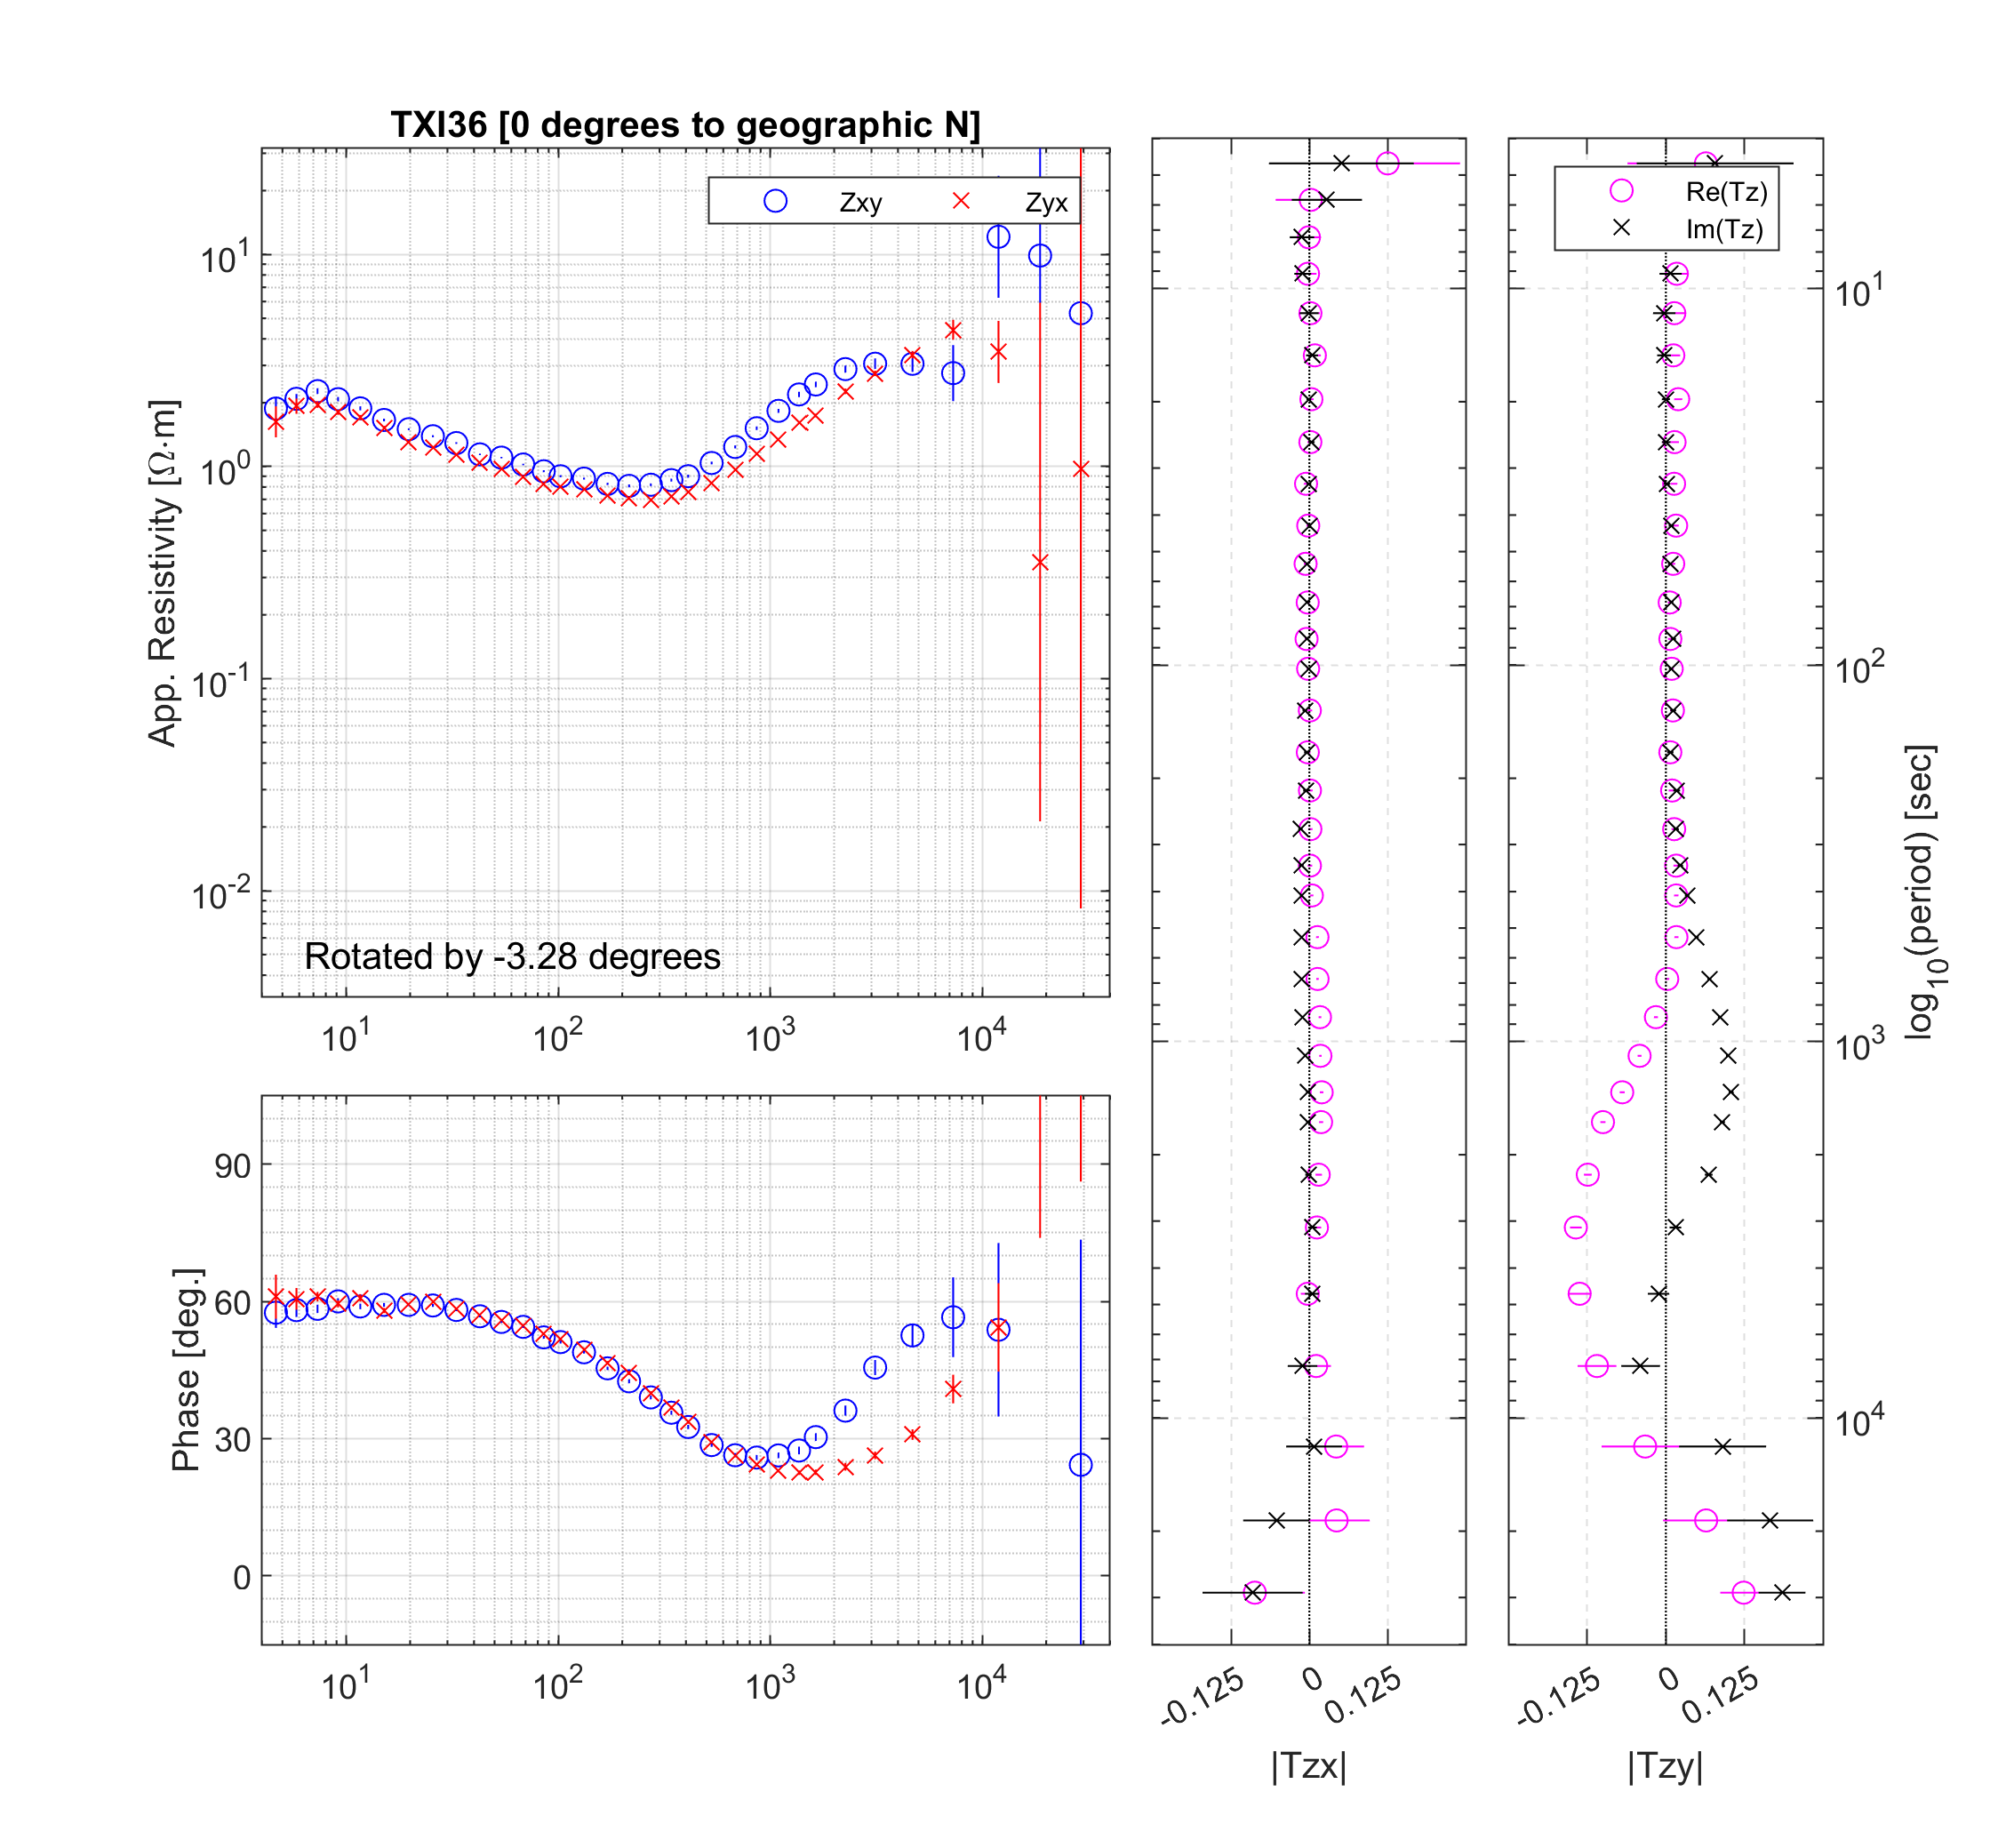 TXI36 [0 degrees to geographic N]
Zxy Zyx
App. Resistivity [Ω·m]
10^1
10^0
10^-1
10^-2
Rotated by -3.28 degrees
10^1 10^2 10^3 10^4
Phase [deg.]
90
60
30
0
10^1 10^2 10^3 10^4
-0.125 0 0.125
|Tzx|
Re(Tz)
Im(Tz)
-0.125 0 0.125
|Tzy|
10^1
10^2
10^3
10^4
log_10(period) [sec]